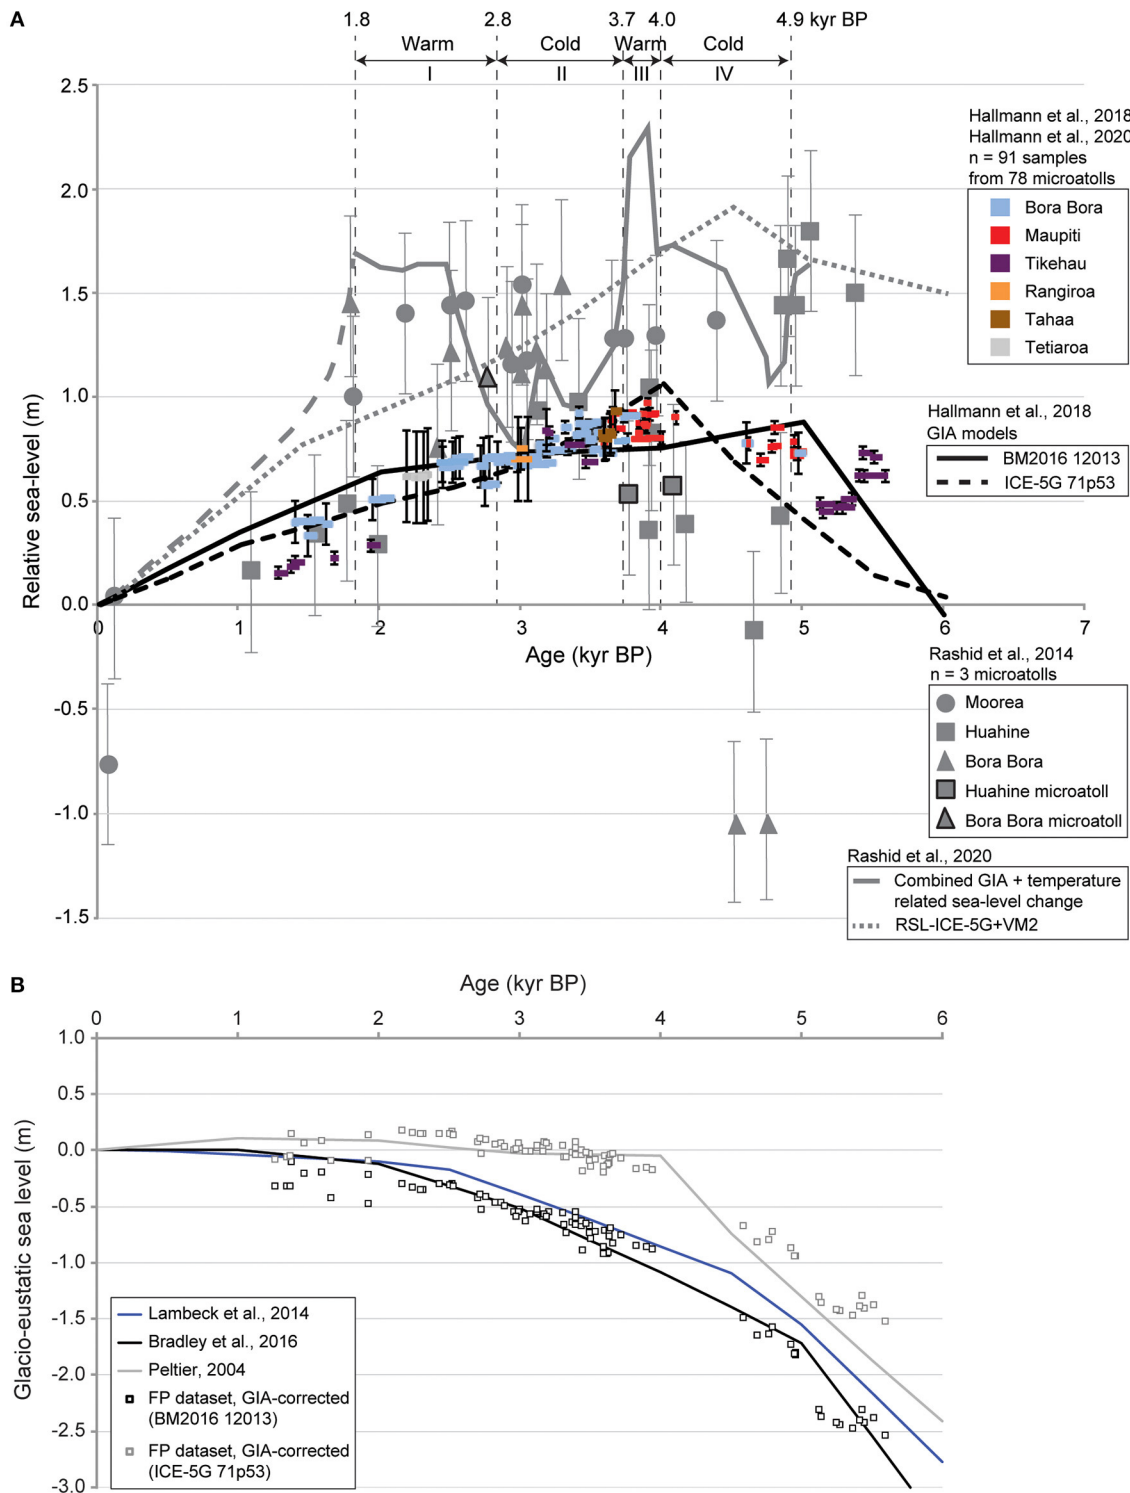 A
1.8
2.8
3.7
4.0
4.9 kyr BP
Warm
Cold
Warm
Cold
I
II
III
IV
2.5
2.0
1.5
1.0
0.5
0.0
-0.5
-1.0
-1.5
Relative sea-level (m)
0
1
2
3
4
5
6
7
Age (kyr BP)
Hallmann et al., 2018
Hallmann et al., 2020
n = 91 samples
from 78 microatolls
Bora Bora
Maupiti
Tikehau
Rangiroa
Tahaa
Tetiaroa
Hallmann et al., 2018
GIA models
BM2016 12013
ICE-5G 71p53
Rashid et al., 2014
n = 3 microatolls
Moorea
Huahine
Bora Bora
Huahine microatoll
Bora Bora microatoll
Rashid et al., 2020
Combined GIA + temperature
related sea-level change
RSL-ICE-5G+VM2
B
Age (kyr BP)
0
1
2
3
4
5
6
1.0
0.5
0.0
-0.5
-1.0
-1.5
-2.0
-2.5
-3.0
Glacio-eustatic sea level (m)
Lambeck et al., 2014
Bradley et al., 2016
Peltier, 2004
FP dataset, GIA-corrected
(BM2016 12013)
FP dataset, GIA-corrected
(ICE-5G 71p53)